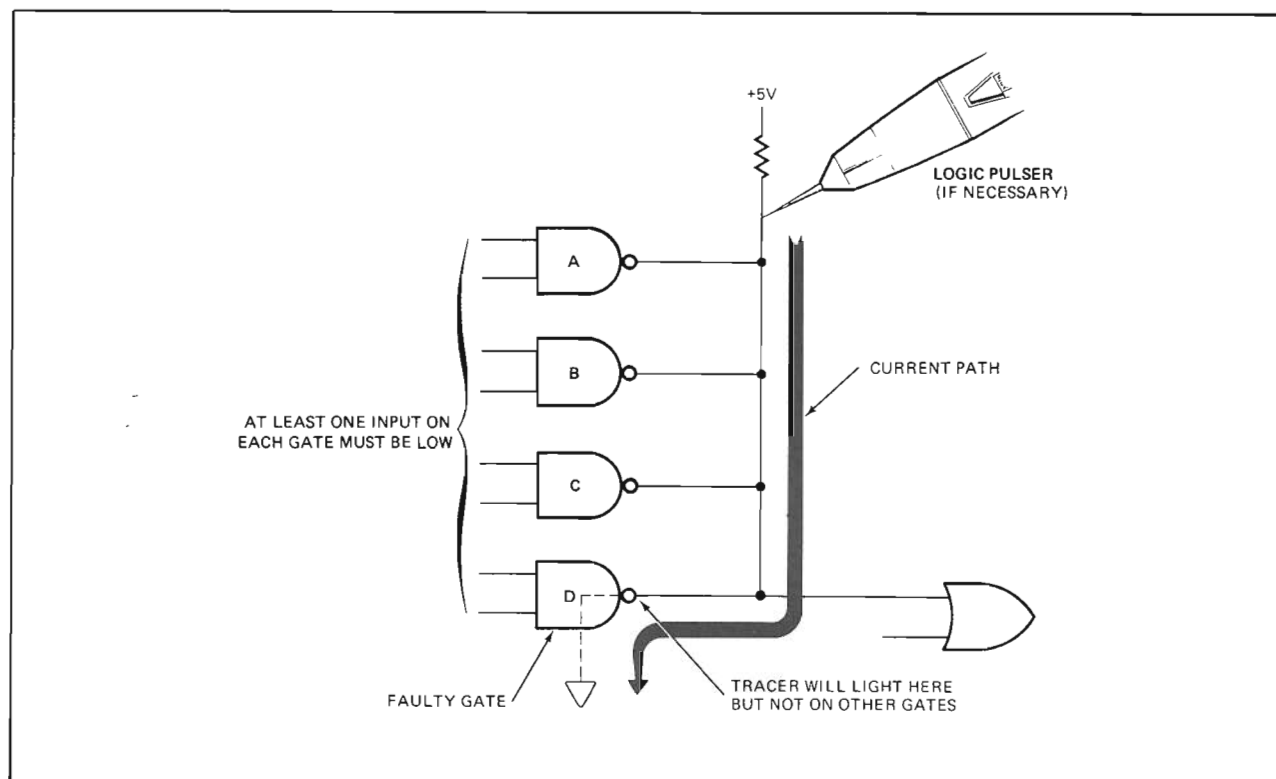 +5V
LOGIC PULSER
(IF NECESSARY)
A
B
CURRENT PATH
AT LEAST ONE INPUT ON
EACH GATE MUST BE LOW
C
D
FAULTY GATE
TRACER WILL LIGHT HERE
BUT NOT ON OTHER GATES